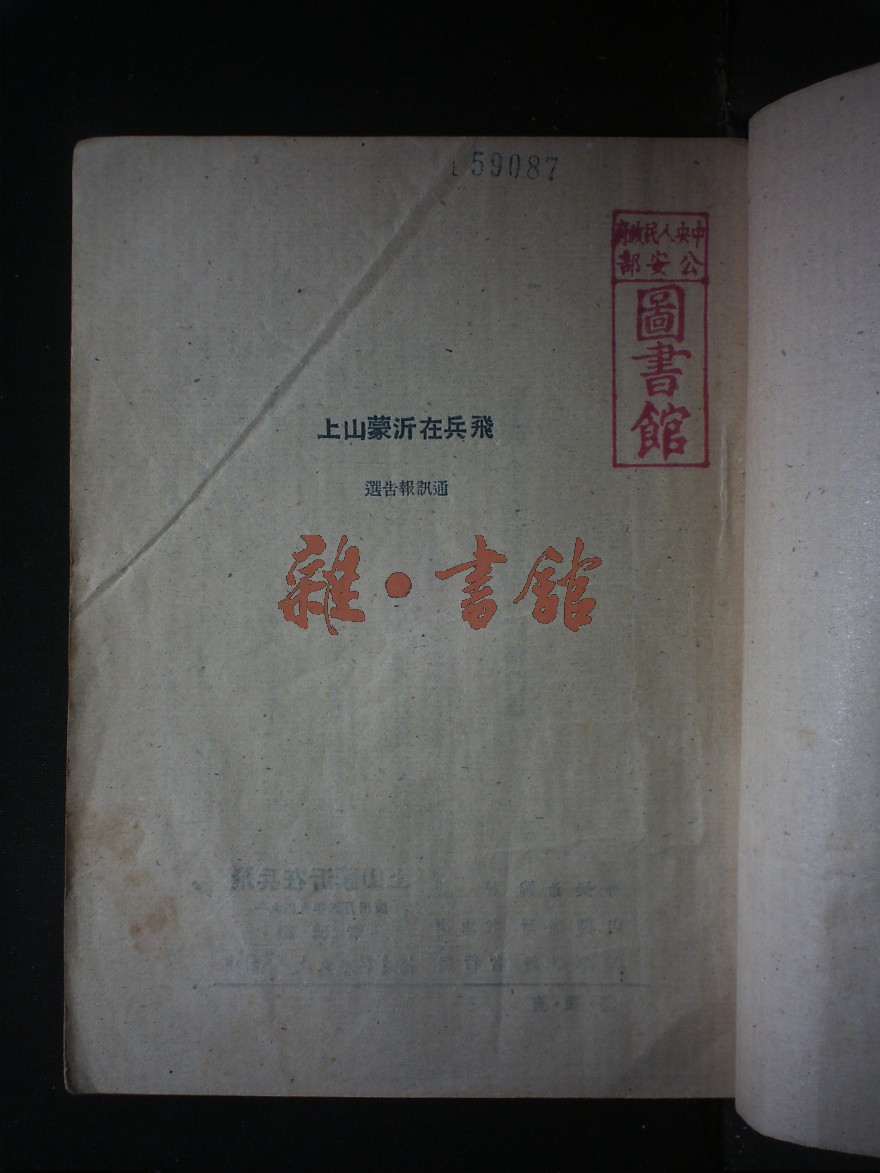 159087
中央人民政府
公安部
圖書館
飛兵在沂蒙山上
通訊報告選
雜•書館